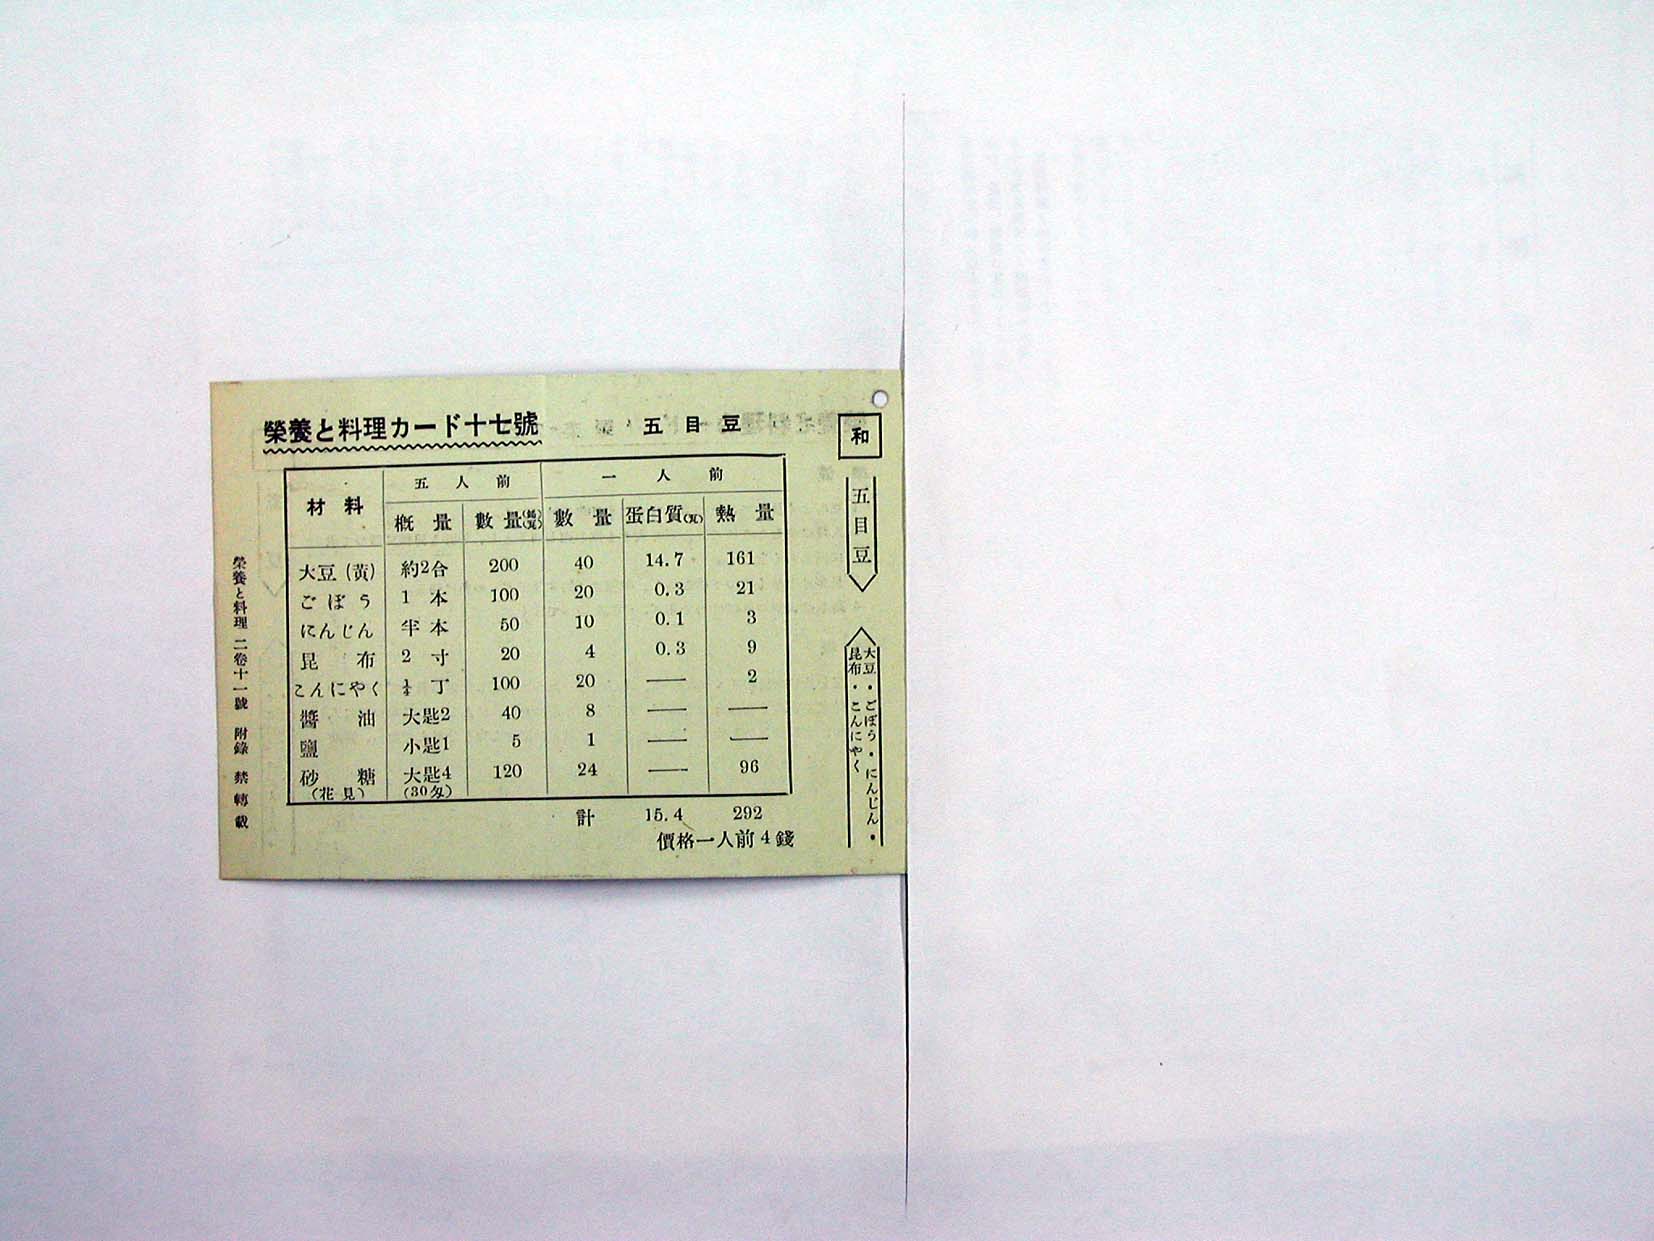 榮養と料理カード十七號 五目豆
和
五目豆
大豆・ごぼう・にんじん・
昆布・こんにやく
材料 五人前 一人前
概量 數量 數量 蛋白質(瓦) 熱量
大豆(黃) 約2合 200 40 14.7 161
ごぼう 1本 100 20 0.3 21
にんじん 半本 50 10 0.1 3
昆布 2寸 20 4 0.3 9
こんにやく 丁 100 20 — 2
醬油 大匙2 40 8 — —
鹽 小匙1 5 1 — —
砂糖 大匙4 120 24 — 96
(花見) (30匁)
計 15.4 292
價格一人前4錢
榮養と料理 二卷十一號 附錄 禁轉載